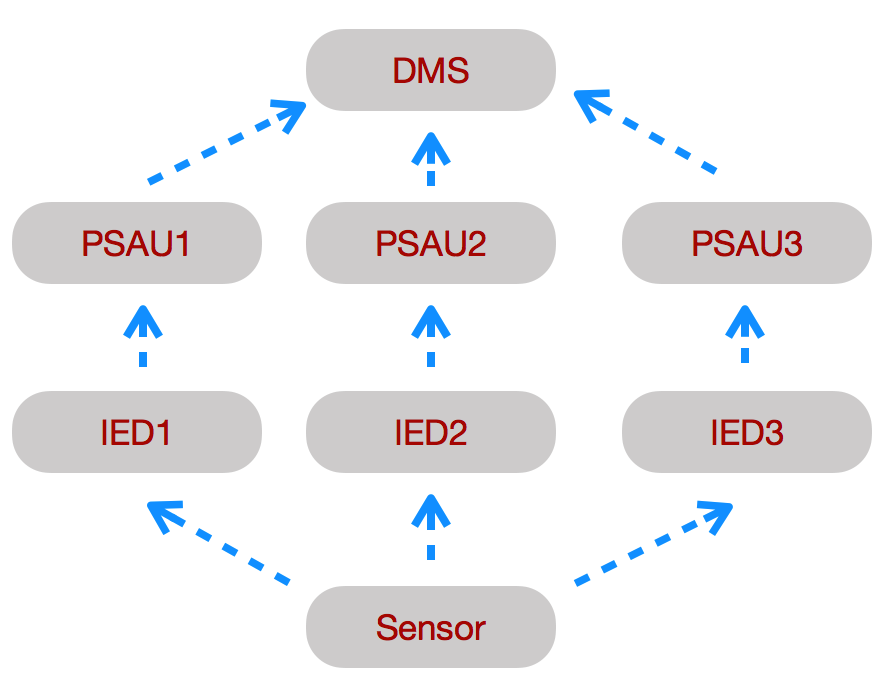 DMS
PSAU1
PSAU2
PSAU3
IED1
IED2
IED3
Sensor